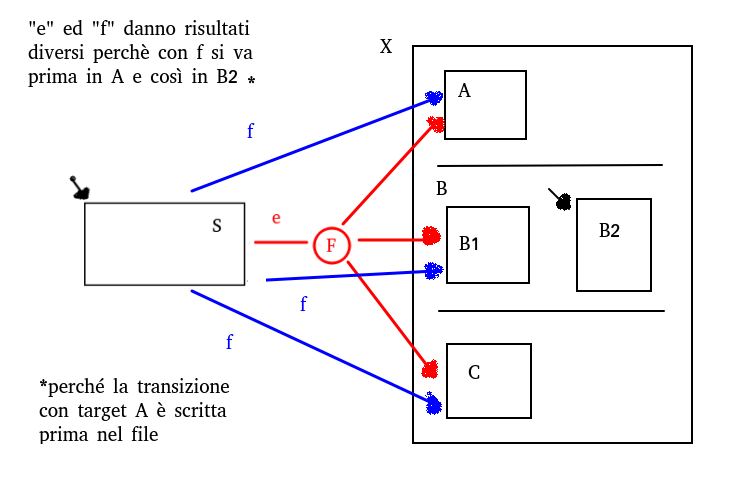 "e" ed "f" danno risultati
diversi perchè con f si va
prima in A e così in B2 *
X
A
f
B
S
e
F
B1
B2
f
f
C
*perché la transizione
con target A è scritta
prima nel file